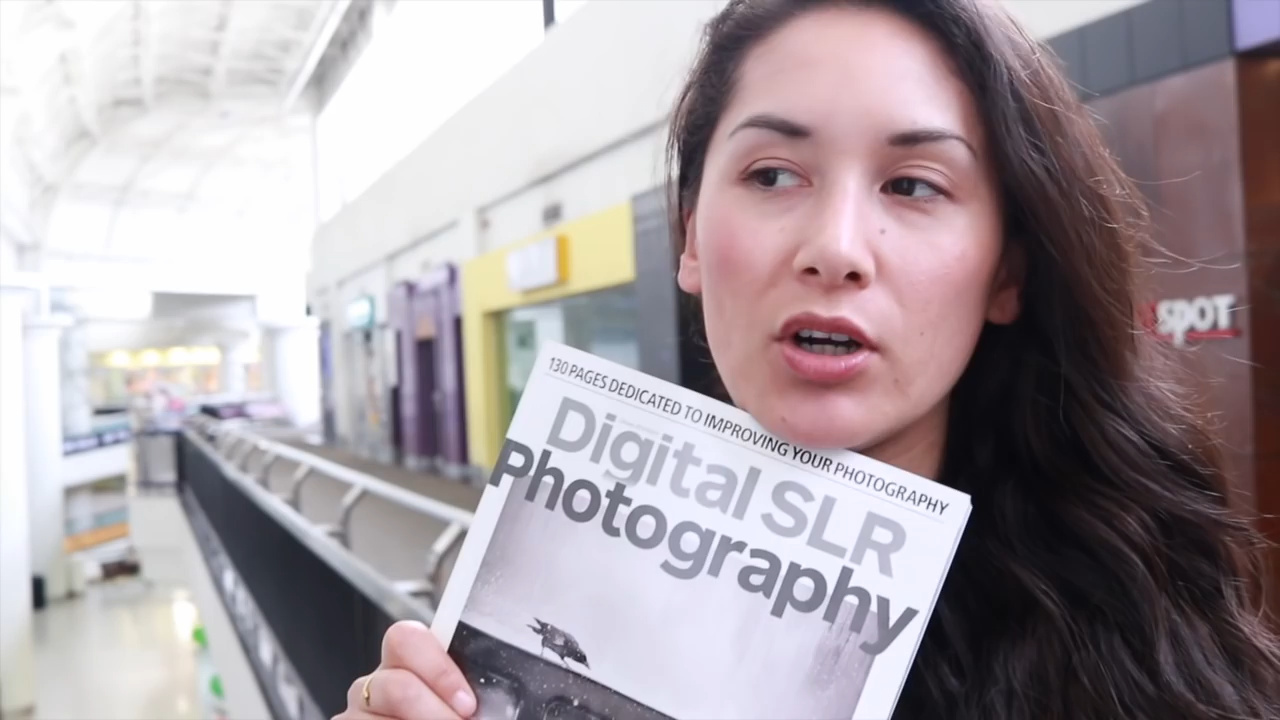 130 PAGES DEDICATED TO IMPROVING YOUR PHOTOGRAPHY
Digital SLR
Photography
SPOT